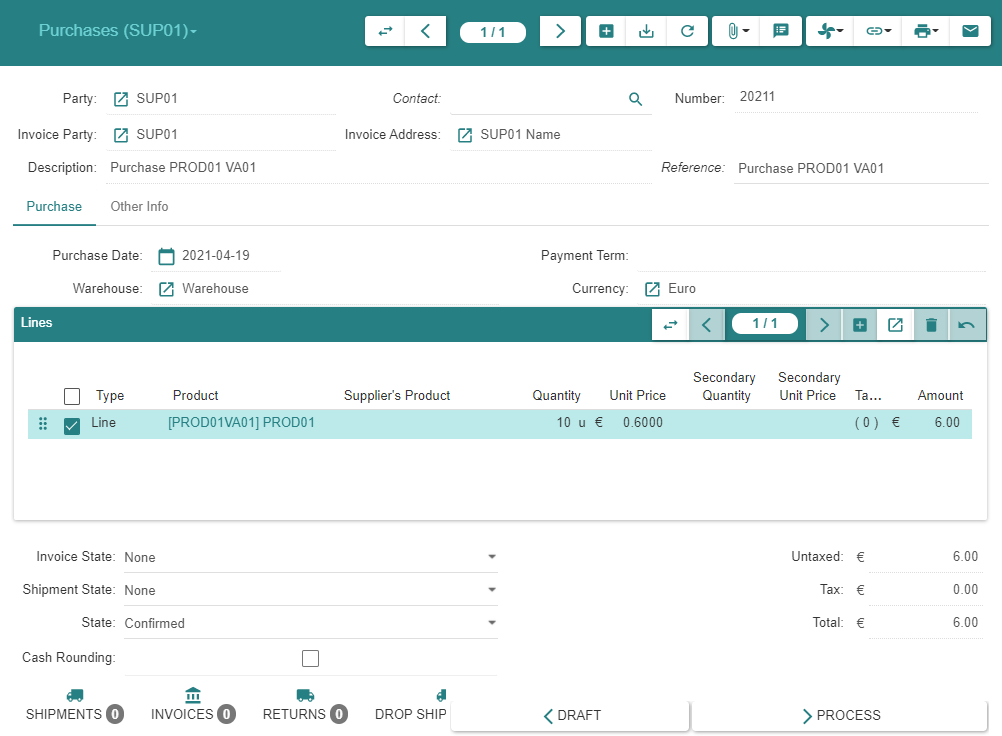 Purchases (SUP01)
1 / 1
Party: SUP01 Contact: Number: 20211
Invoice Party: SUP01 Invoice Address: SUP01 Name
Description: Purchase PROD01 VA01 Reference: Purchase PROD01 VA01
Purchase Other Info
Purchase Date: 2021-04-19 Payment Term:
Warehouse: Warehouse Currency: Euro
Lines 1 / 1
Type Product Supplier's Product Quantity Unit Price Secondary Quantity Secondary Unit Price Ta... Amount
Line [PROD01VA01] PROD01 10 u € 0.6000 ( 0 ) € 6.00
Invoice State: None Untaxed: € 6.00
Shipment State: None Tax: € 0.00
State: Confirmed Total: € 6.00
Cash Rounding:
SHIPMENTS 0 INVOICES 0 RETURNS 0 DROP SHIP DRAFT PROCESS